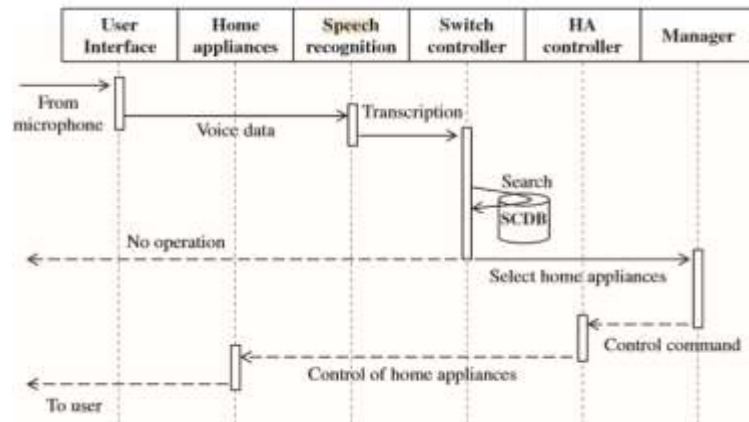 User
Interface
Home
appliances
Speech
recognition
Switch
controller
HA
controller
Manager
From
microphone
Voice data
Transcription
Search
SCDB
No operation
Select home appliances
Control command
Control of home appliances
To user